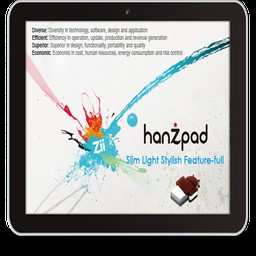 Diverse: Diversity in technology, software, design and application
Efficient: Efficiency in operation, update, production and revenue generation
Superior: Superior in design, functionality, portability and quality
Economic: Economic in cost, human resources, energy consumption and risk control
Zii
hanzpad
Slim Light Stylish Feature-full